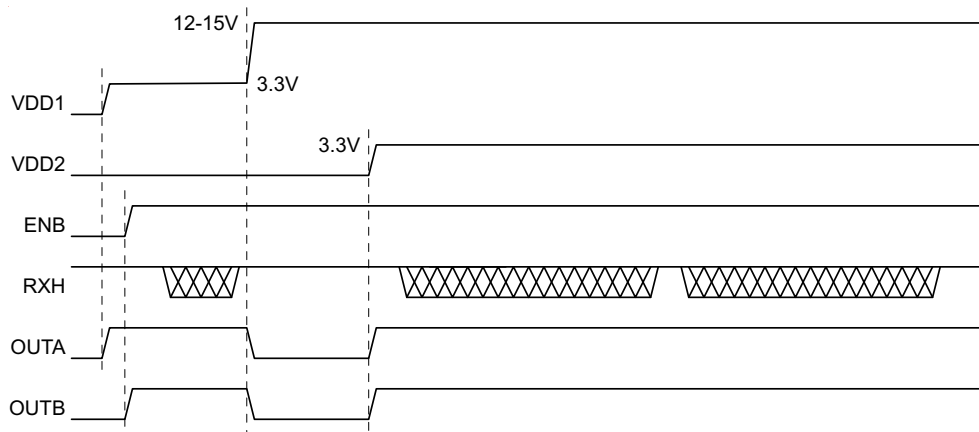 12-15V
3.3V
VDD1
3.3V
VDD2
ENB
RXH
OUTA
OUTB